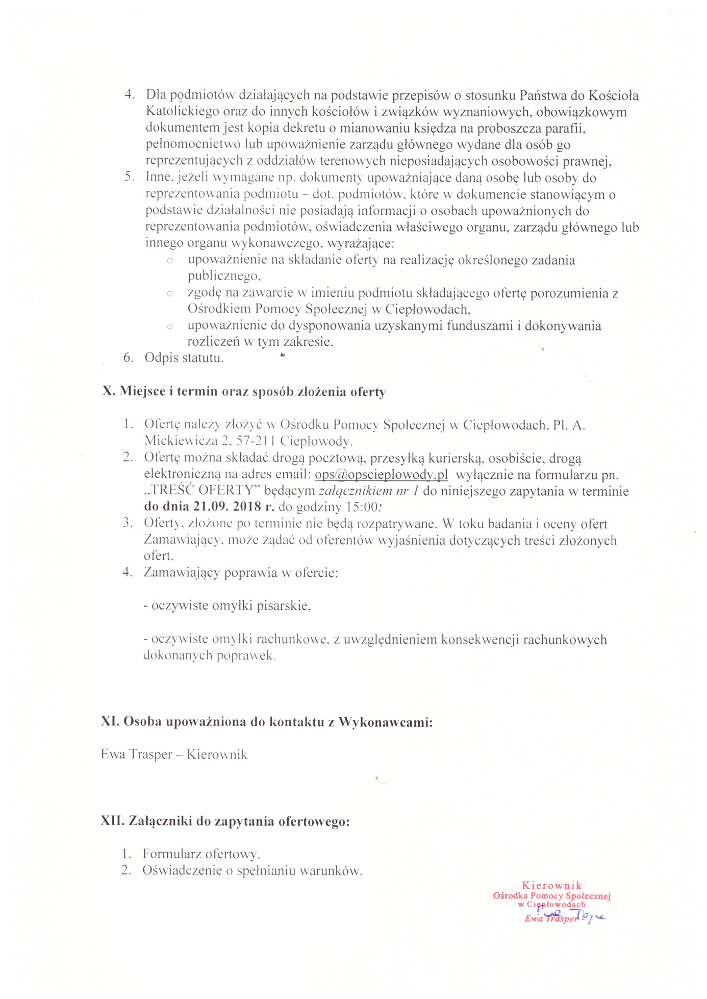 4. Dla podmiotów działających na podstawie przepisów o stosunku Państwa do Kościoła
Katolickiego oraz do innych kościołów i związków wyznaniowych, obowiązkowym
dokumentem jest kopia dekretu o mianowaniu księdza na proboszcza parafii,
pełnomocnictwo lub upoważnienie zarządu głównego wydane dla osób go
reprezentujących z oddziałów terenowych nieposiadających osobowości prawnej,
5. Inne, jeżeli wymagane np. dokumenty upoważniające daną osobę lub osoby do
reprezentowania podmiotu – dot. podmiotów, które w dokumencie stanowiącym o
podstawie działalności nie posiadają informacji o osobach upoważnionych do
reprezentowania podmiotów, oświadczenia właściwego organu, zarządu głównego lub
innego organu wykonawczego, wyrażające:
o upoważnienie na składanie oferty na realizację określonego zadania
publicznego,
o zgodę na zawarcie w imieniu podmiotu składającego ofertę porozumienia z
Ośrodkiem Pomocy Społecznej w Ciepłowodach,
o upoważnienie do dysponowania uzyskanymi funduszami i dokonywania
rozliczeń w tym zakresie.
6. Odpis statutu.
X. Miejsce i termin oraz sposób złożenia oferty
1. Ofertę należy złożyć w Ośrodku Pomocy Społecznej w Ciepłowodach, Pl. A.
Mickiewicza 2, 57-211 Ciepłowody.
2. Ofertę można składać drogą pocztową, przesyłką kurierską, osobiście, drogą
elektroniczną na adres email: ops@opscieplowody.pl wyłącznie na formularzu pn.
„TREŚĆ OFERTY” będącym załącznikiem nr 1 do niniejszego zapytania w terminie
do dnia 21.09. 2018 r. do godziny 15:00.
3. Oferty, złożone po terminie nie będą rozpatrywane. W toku badania i oceny ofert
Zamawiający, może żądać od oferentów wyjaśnienia dotyczących treści złożonych
ofert.
4. Zamawiający poprawia w ofercie:
- oczywiste omyłki pisarskie,
- oczywiste omyłki rachunkowe, z uwzględnieniem konsekwencji rachunkowych
dokonanych poprawek.
XI. Osoba upoważniona do kontaktu z Wykonawcami:
Ewa Trasper – Kierownik
XII. Załączniki do zapytania ofertowego:
1. Formularz ofertowy.
2. Oświadczenie o spełnianiu warunków.
Kierownik
Ośrodka Pomocy Społecznej
w Ciepłowodach
Ewa Trasper